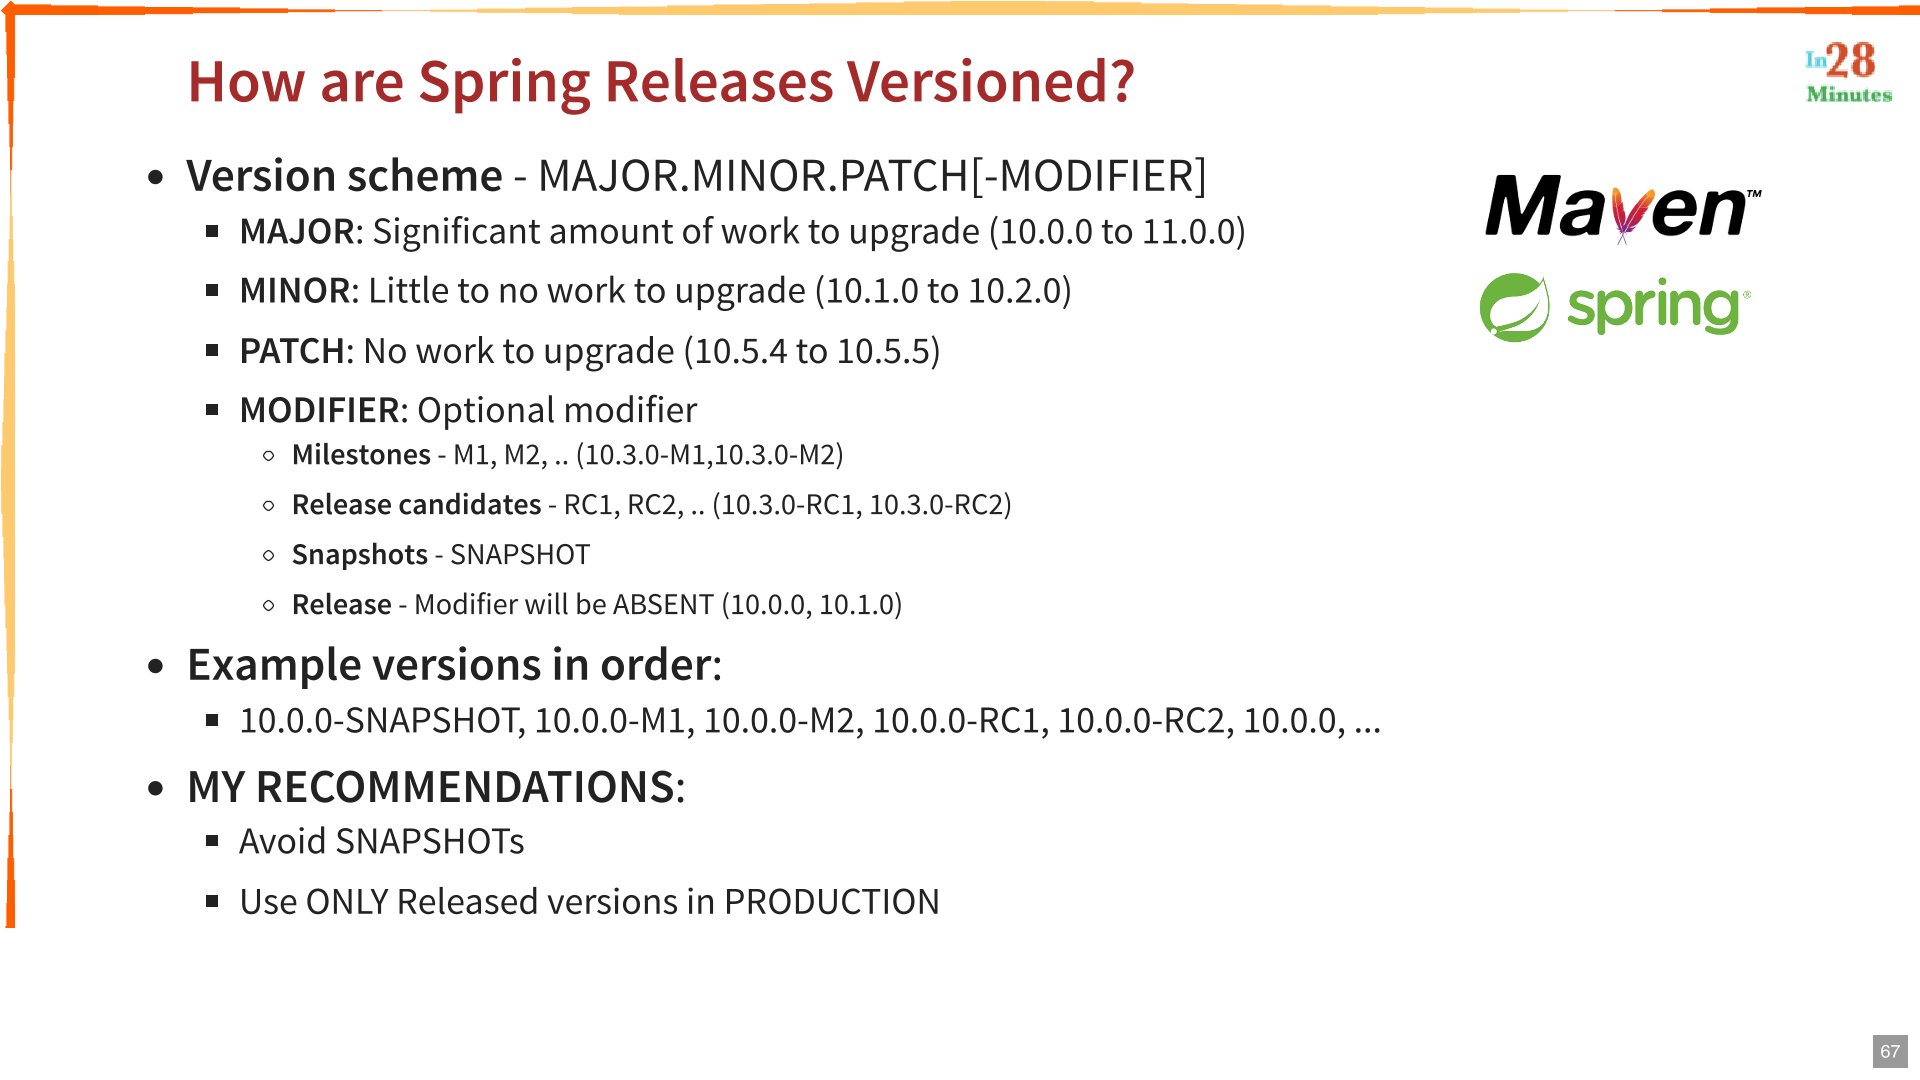 How are Spring Releases Versioned?
In28
Minutes
• Version scheme - MAJOR.MINOR.PATCH[-MODIFIER]
▪ MAJOR: Significant amount of work to upgrade (10.0.0 to 11.0.0)
▪ MINOR: Little to no work to upgrade (10.1.0 to 10.2.0)
▪ PATCH: No work to upgrade (10.5.4 to 10.5.5)
▪ MODIFIER: Optional modifier
◦ Milestones - M1, M2, .. (10.3.0-M1,10.3.0-M2)
◦ Release candidates - RC1, RC2, .. (10.3.0-RC1, 10.3.0-RC2)
◦ Snapshots - SNAPSHOT
◦ Release - Modifier will be ABSENT (10.0.0, 10.1.0)
• Example versions in order:
▪ 10.0.0-SNAPSHOT, 10.0.0-M1, 10.0.0-M2, 10.0.0-RC1, 10.0.0-RC2, 10.0.0, ...
• MY RECOMMENDATIONS:
▪ Avoid SNAPSHOTs
▪ Use ONLY Released versions in PRODUCTION
Maven™
spring®
67